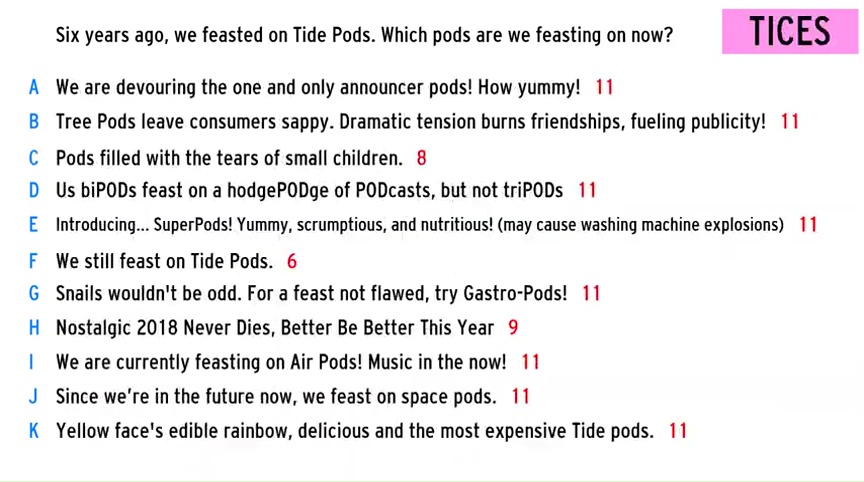 Six years ago, we feasted on Tide Pods. Which pods are we feasting on now?
TICES
A We are devouring the one and only announcer pods! How yummy! 11
B Tree Pods leave consumers sappy. Dramatic tension burns friendships, fueling publicity! 11
C Pods filled with the tears of small children. 8
D Us biPODs feast on a hodgePODge of PODcasts, but not triPODs 11
E Introducing... SuperPods! Yummy, scrumptious, and nutritious! (may cause washing machine explosions) 11
F We still feast on Tide Pods. 6
G Snails wouldn't be odd. For a feast not flawed, try Gastro-Pods! 11
H Nostalgic 2018 Never Dies, Better Be Better This Year 9
I We are currently feasting on Air Pods! Music in the now! 11
J Since we're in the future now, we feast on space pods. 11
K Yellow face's edible rainbow, delicious and the most expensive Tide pods. 11